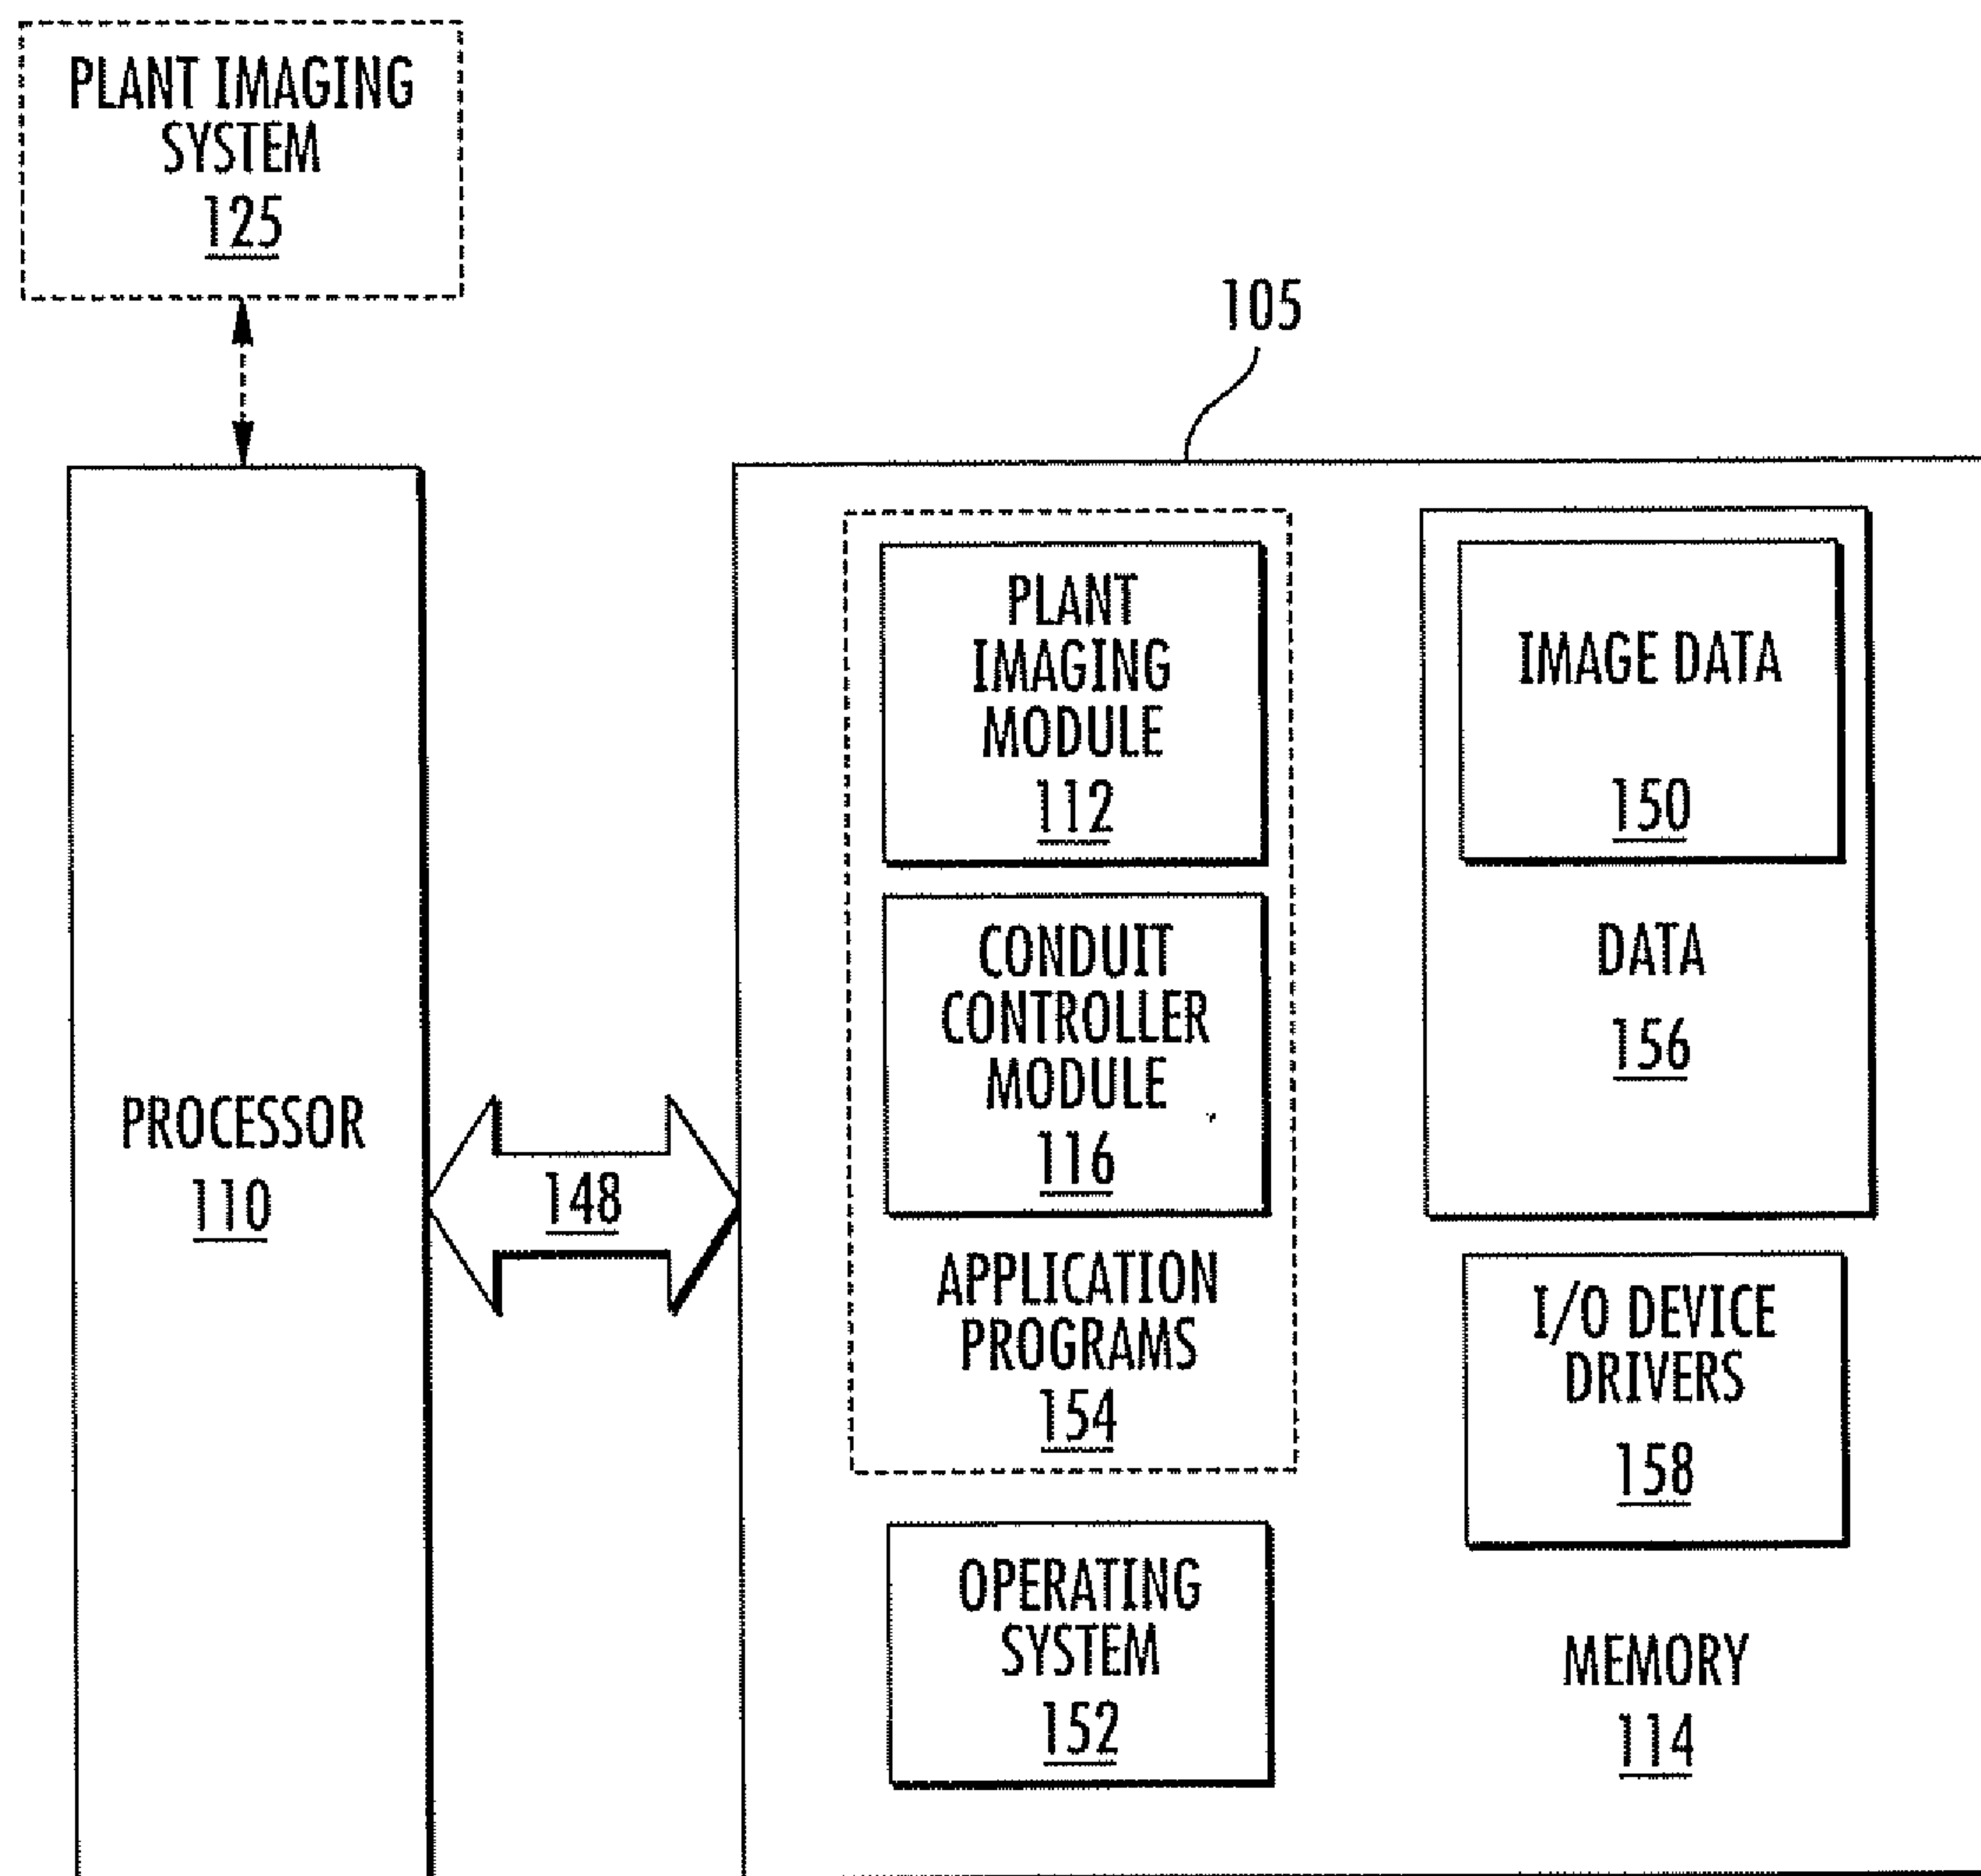 PLANT IMAGING
SYSTEM
125
105
PLANT
IMAGING
MODULE
112
IMAGE DATA
150
CONDUIT
CONTROLLER
MODULE
116
DATA
156
PROCESSOR
110
148
APPLICATION
PROGRAMS
154
I/O DEVICE
DRIVERS
158
OPERATING
SYSTEM
152
MEMORY
114